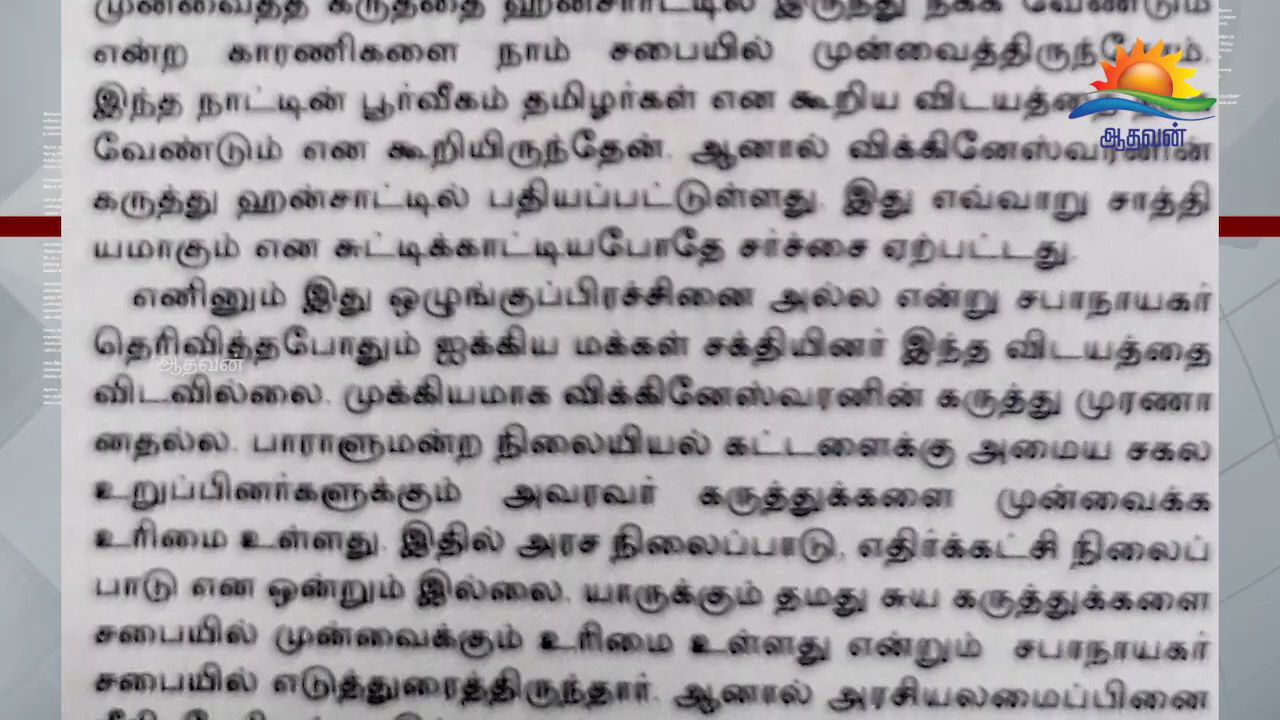 முன்வைத்த கருத்தை ஹன்சாட்டில் இருந்து நீக்க வேண்டும்
என்ற காரணிகளை நாம் சபையில் முன்வைத்திருந்தோம்.
இந்த நாட்டின் பூர்வீகம் தமிழர்கள் என கூறிய விடயத்தை
வேண்டும் என கூறியிருந்தேன். ஆனால் விக்கினேஸ்வரனின்
கருத்து ஹன்சாட்டில் பதியப்பட்டுள்ளது. இது எவ்வாறு சாத்தி
யமாகும் என சுட்டிக்காட்டியபோதே சர்ச்சை ஏற்பட்டது.
எனினும் இது ஒழுங்குப்பிரச்சினை அல்ல என்று சபாநாயகர்
தெரிவித்தபோதும் ஐக்கிய மக்கள் சக்தியினர் இந்த விடயத்தை
விடவில்லை. முக்கியமாக விக்கினேஸ்வரனின் கருத்து முரணா
னதல்ல. பாராளுமன்ற நிலையியல் கட்டளைக்கு அமைய சகல
உறுப்பினர்களுக்கும் அவரவர் கருத்துக்களை முன்வைக்க
உரிமை உள்ளது. இதில் அரச நிலைப்பாடு, எதிர்க்கட்சி நிலைப்
பாடு என ஒன்றும் இல்லை. யாருக்கும் தமது சுய கருத்துக்களை
சபையில் முன்வைக்கும் உரிமை உள்ளது என்றும் சபாநாயகர்
சபையில் எடுத்துரைத்திருந்தார். ஆனால் அரசியலமைப்பினை
ஆதவன்
ஆதவன்